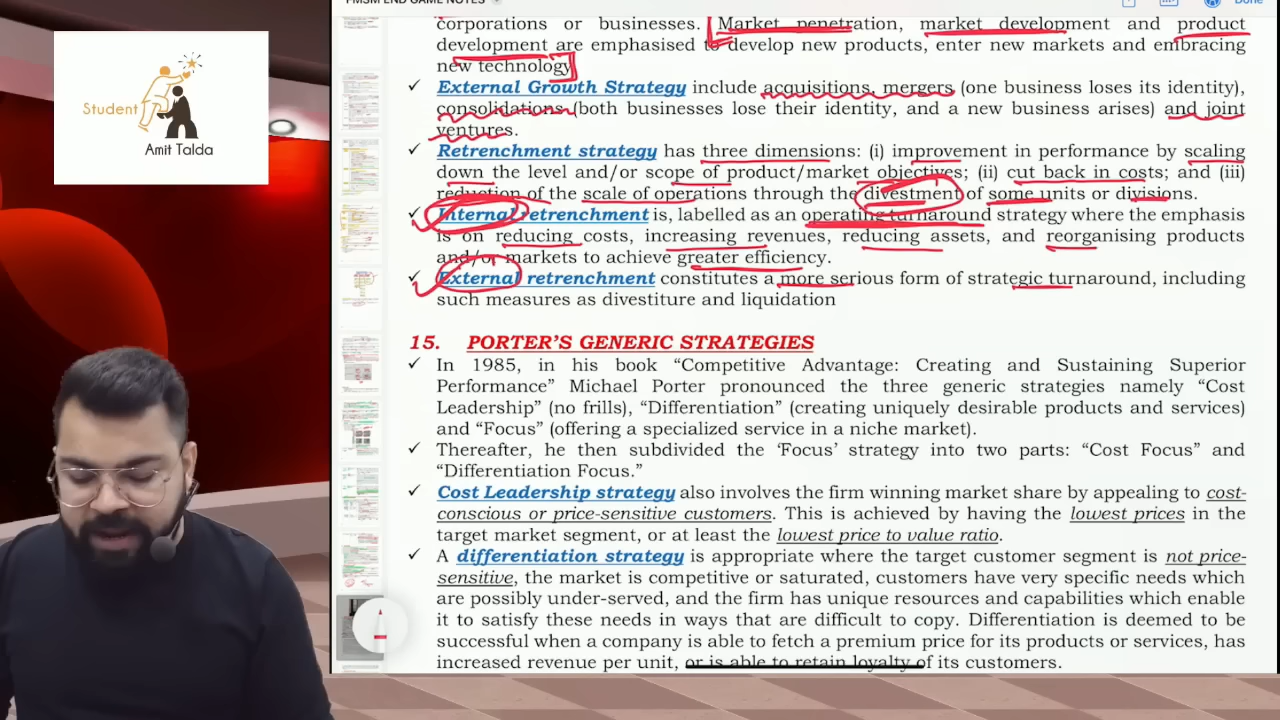 FMSM END GAME NOTES
Done
corporations or businesses. Market penetration, market development and product
development are emphasised to develop new products, enter new markets and embracing
new technology
✓ External Growth Strategy include acquisitions, mergers (one business loses its identity),
consolidations (both businesses lose their identity, and a new business arises) and joint
ventures.
✓ Retrenchment strategy has three dimensions: improvement in the economy by scaling
down the level and scope of product/market objectives; a cut back in costs; and the
reduction of the scale of operations through the divestment of some units or divisions.
✓ Internal retrenchment is, labelled as an operating turnaround strategy, where the emphasis
is on reducing costs, increasing revenues, reducing assets, and reorganising products
and/or markets to achieve greater efficiency.
✓ External retrenchment constitutes a more serious form of strategic turnaround, including
such measures as divestiture and liquidation
15. PORTER'S GENERIC STRATEGIES
✓ In 1985, in his book “Competitive Advantage: Creating and Sustaining Superior
Performance” Michael Porter pronounced the three generic strategies namely “Cost
Leadership” (no frills), “Differentiation” (creating uniquely desirable products and services)
and “Focus” (offering a specialized service in a niche market).
✓ Thereafter, he then subdivided the ‘Focus’ strategy into two parts: “Cost Focus” and
“Differentiation Focus.”
✓ Cost Leadership strategy
conscious or price-sensitive customers. This is achieved by having the lowest prices in the
target market segment, or at least the lowest price to value ratio.
✓ A differentiation strategy is appropriate where the target customer segment is not price-
sensitive, the market is competitive or saturated, customers have very specific needs which
are possibly under-served, and the firm has unique resources and capabilities which enable
it to satisfy these needs in ways that are difficult to copy. Differentiation is deemed to be
successful when a company is able to reach a premium price for its products or services, has
increased revenue per unit, or is able to retain loyalty of its customer
Student
Amit Talda